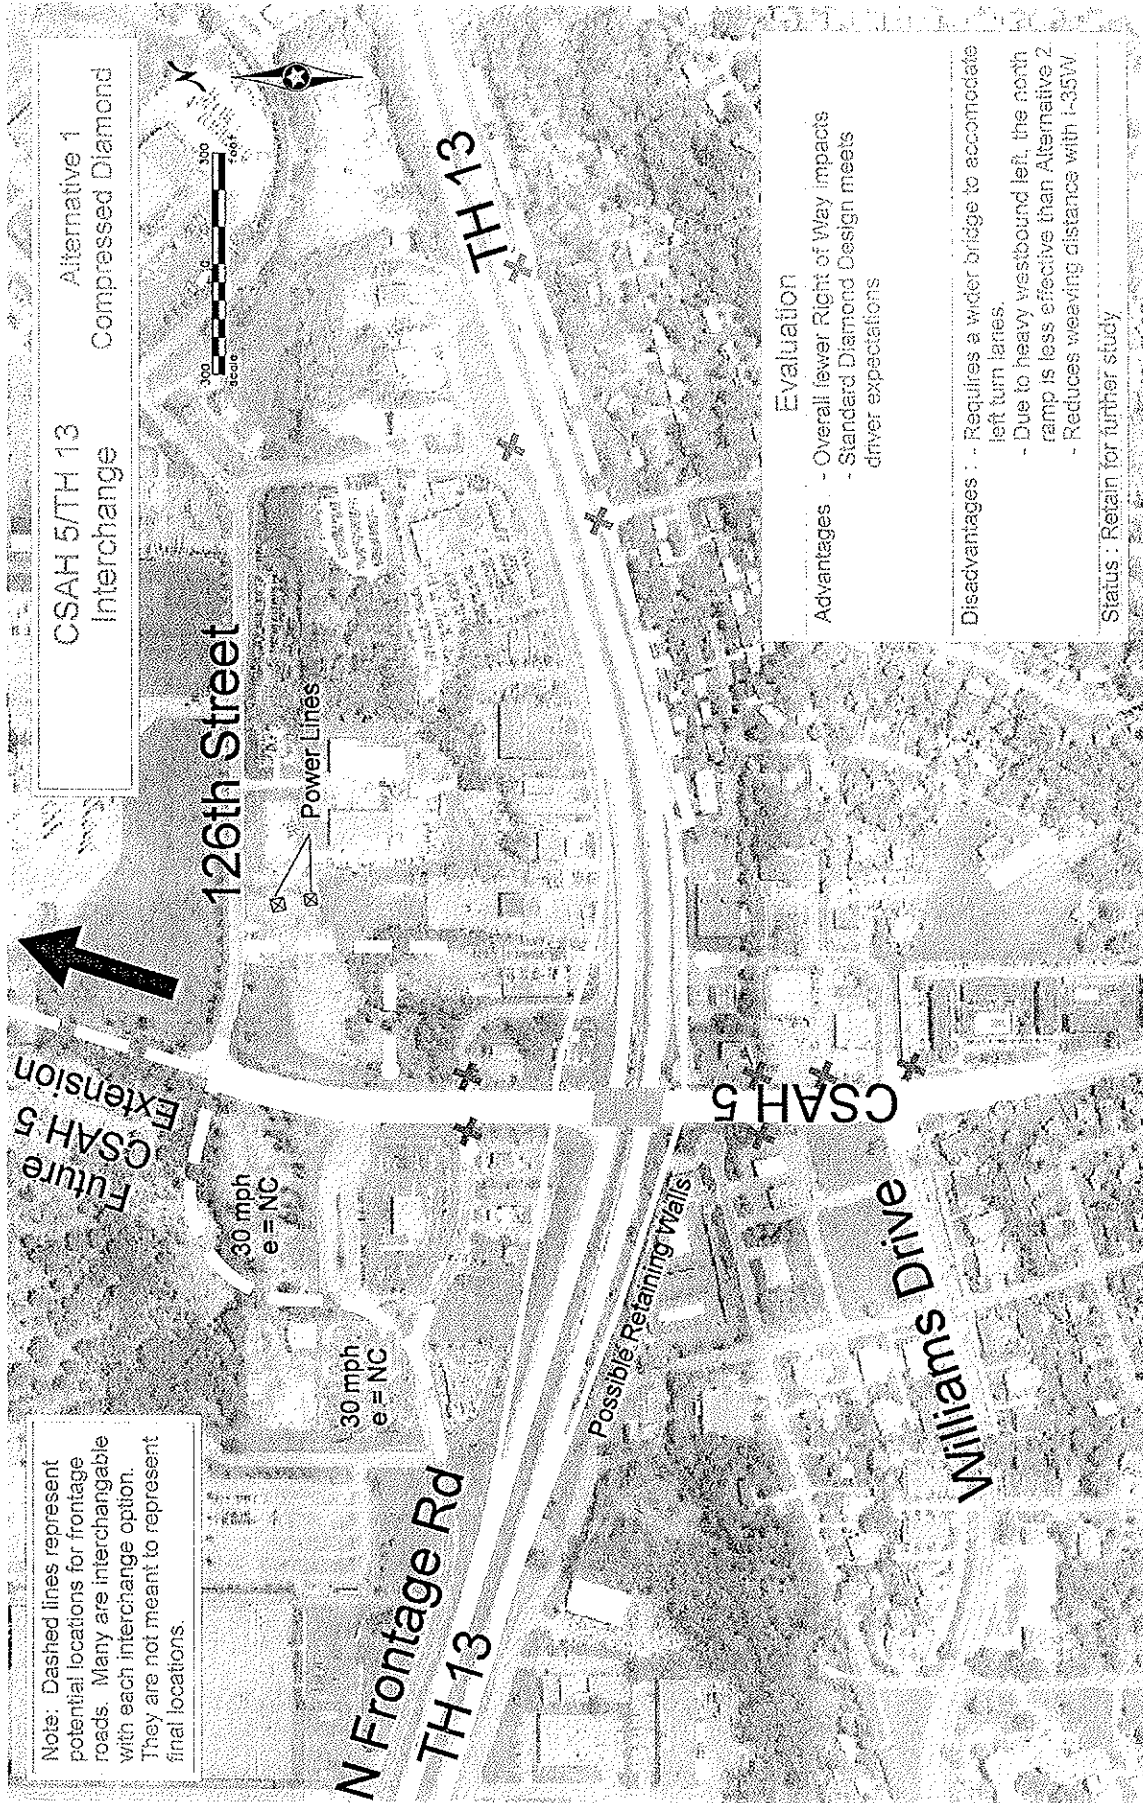 CSAH 5/TH 13 Alternative 1
Interchange Compressed Diamond
N
300 0 300
scale feet
Note: Dashed lines represent
potential locations for frontage
roads. Many are interchangable
with each interchange option.
They are not meant to represent
final locations.
Future
CSAH 5
Extension
126th Street
Power Lines
30 mph
e = NC
30 mph
e = NC
N Frontage Rd
TH 13
TH 13
Possible Retaining Walls
CSAH 5
Williams Drive
Evaluation
Advantages : - Overall fewer Right of Way impacts
- Standard Diamond Design meets
driver expectations
Disadvantages : - Requires a wider bridge to accomodate
left turn lanes.
- Due to heavy westbound left, the north
ramp is less effective than Alternative 2.
- Reduces weaving distance with I-35W
Status : Retain for further study